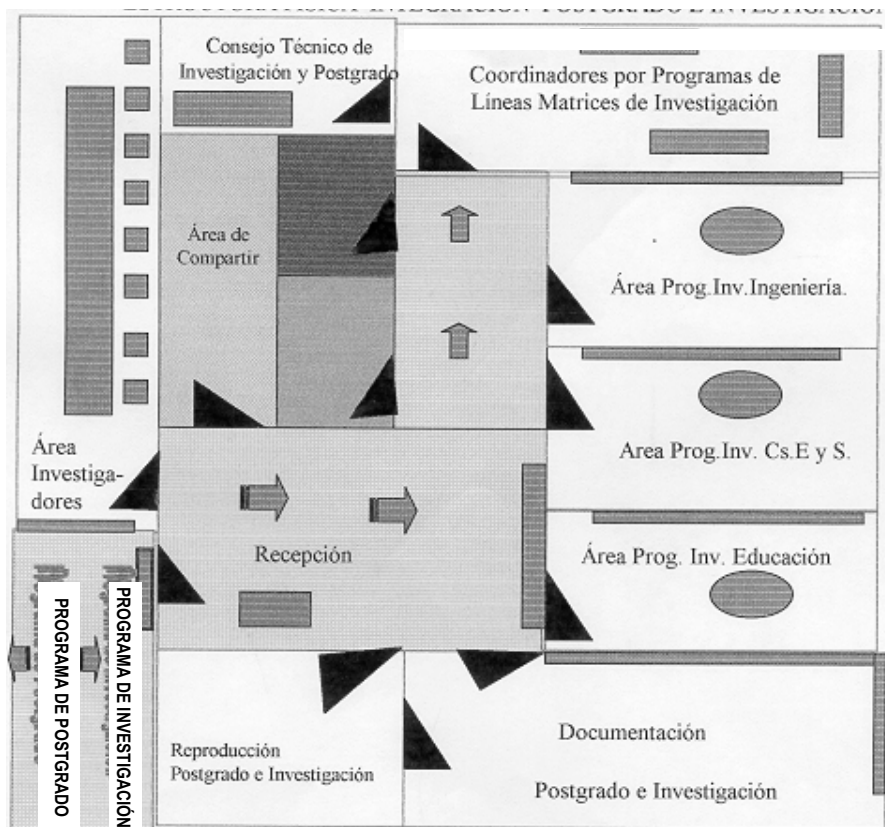 Consejo Técnico de
Investigación y Postgrado
Coordinadores por Programas de
Líneas Matrices de Investigación
Área de
Compartir
Área Prog.Inv.Ingeniería.
Area Prog.Inv. Cs.E y S.
Área
Investiga-
dores
Recepción
Área Prog. Inv. Educación
PROGRAMA DE POSTGRADO
PROGRAMA DE INVESTIGACIÓN
Reproducción
Postgrado e Investigación
Documentación
Postgrado e Investigación